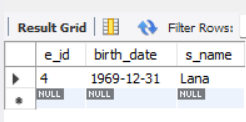 Result Grid Filter Rows:
e_id birth_date s_name
4 1969-12-31 Lana
NULL NULL NULL